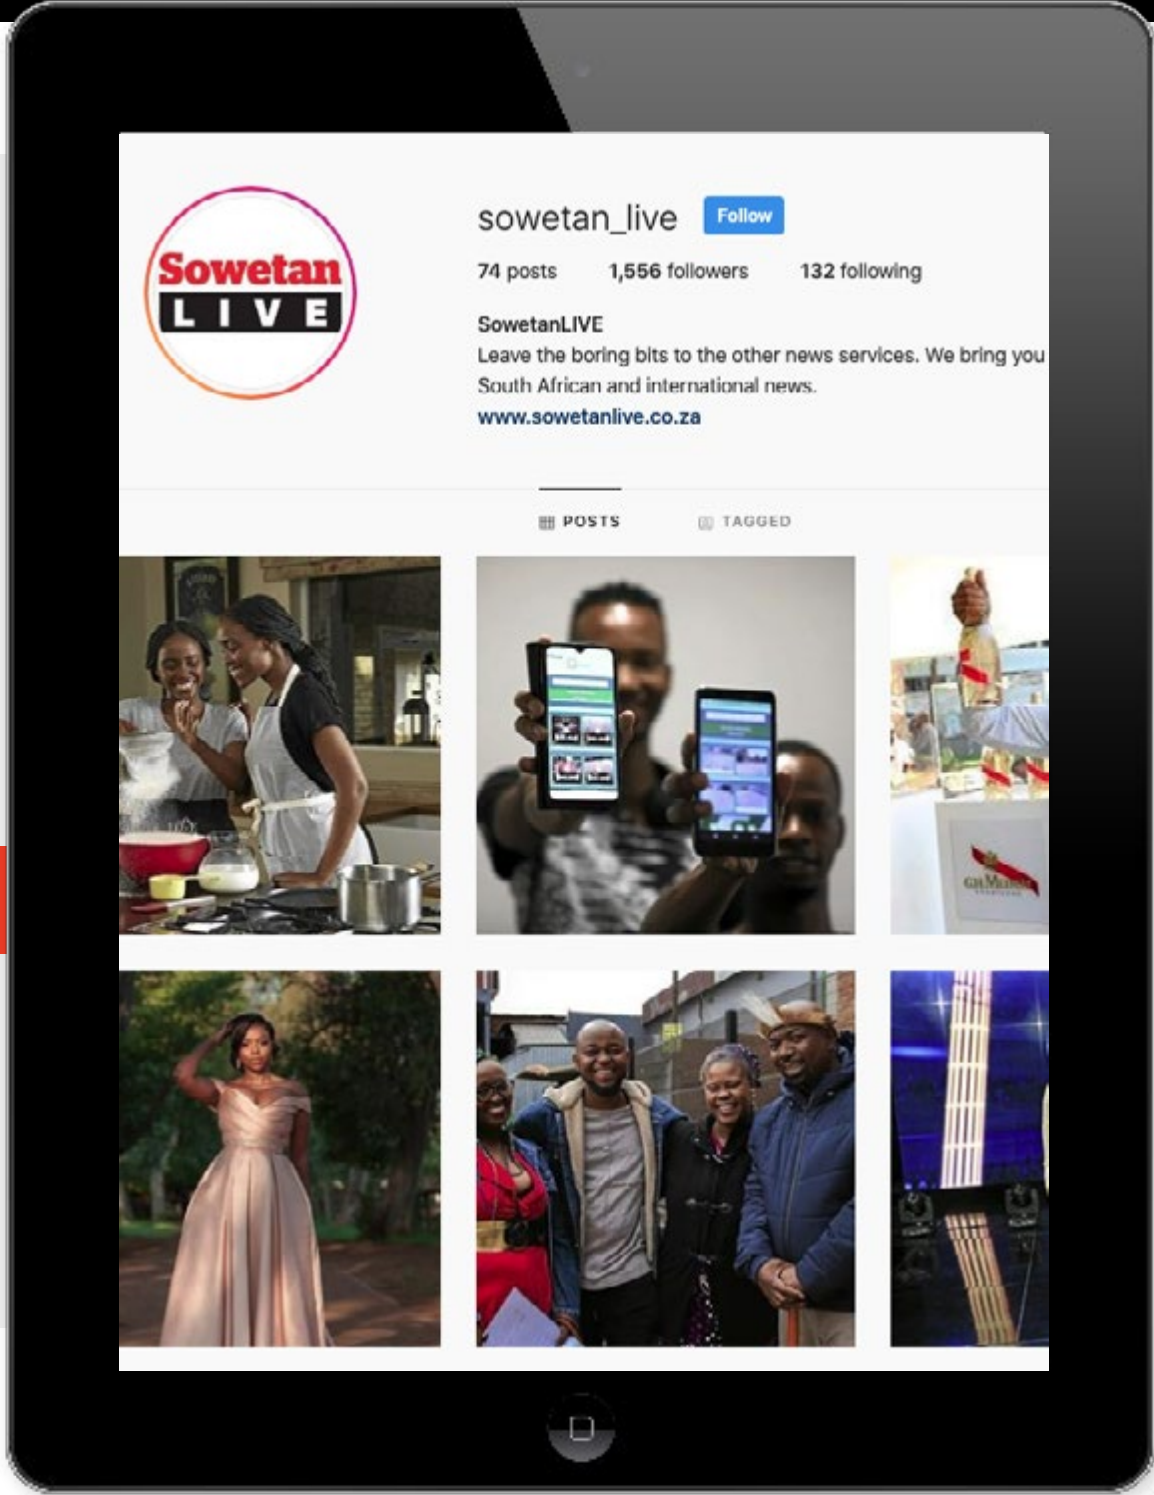 Sowetan
LIVE
sowetan_live Follow
74 posts 1,556 followers 132 following
SowetanLIVE
Leave the boring bits to the other news services. We bring you
South African and international news.
www.sowetanlive.co.za
POSTS TAGGED